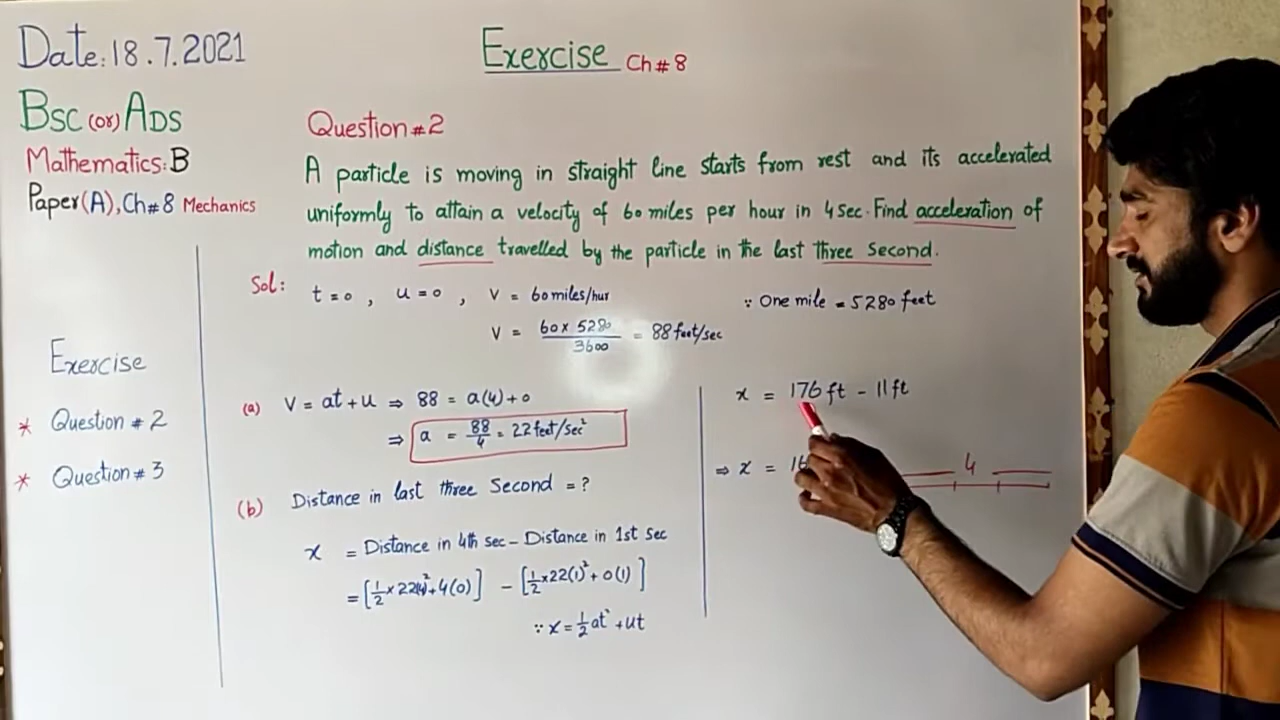 Date: 18.7.2021
Exercise Ch# 8
BSC (or) ADS
Mathematics: B
Paper (A), Ch# 8 Mechanics
Question # 2
A particle is moving in straight line starts from rest and its accelerated
uniformly to attain a velocity of 60 miles per hour in 4 Sec. Find acceleration of
motion and distance travelled by the particle in the last three Second.
Exercise
* Question # 2
* Question # 3
Sol: t=0 , u=0 , V = 60 miles/hur ∵ One mile = 5280 feet
V = 60 x 5280 / 3600 = 88 feet/sec
(a) V = at + u ⇒ 88 = a(4)+0
⇒ a = 88/4 = 22 feet/Sec²
(b) Distance in last three Second = ?
x = Distance in 4th sec - Distance in 1st Sec
= [1/2 x 22(4)² + 4(0)] - [1/2 x 22(1)² + 0(1)]
∵ x = 1/2 at² + ut
x = 176 ft - 11 ft
⇒ x = 16
4